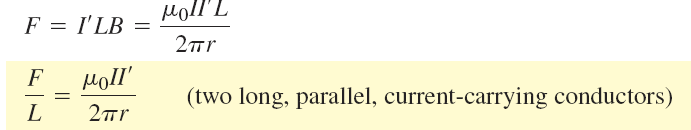 F = I'LB = μ₀II'L / 2πr
F/L = μ₀II' / 2πr (two long, parallel, current-carrying conductors)